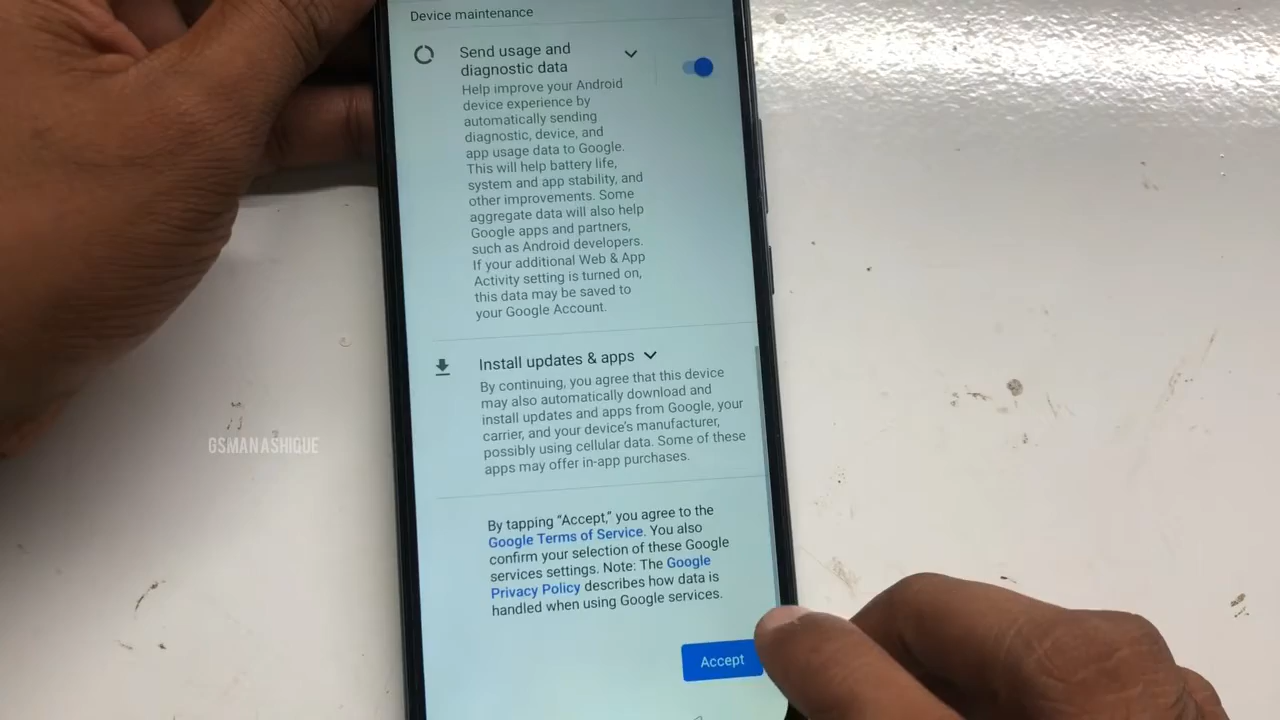 Device maintenance
Send usage and
diagnostic data
Help improve your Android
device experience by
automatically sending
diagnostic, device, and
app usage data to Google.
This will help battery life,
system and app stability, and
other improvements. Some
aggregate data will also help
Google apps and partners,
such as Android developers.
If your additional Web & App
Activity setting is turned on,
this data may be saved to
your Google Account.
Install updates & apps
By continuing, you agree that this device
may also automatically download and
install updates and apps from Google, your
carrier, and your device's manufacturer,
possibly using cellular data. Some of these
apps may offer in-app purchases.
By tapping “Accept,” you agree to the
Google Terms of Service. You also
confirm your selection of these Google
services settings. Note: The Google
Privacy Policy describes how data is
handled when using Google services.
Accept
GSMANASHIQUE